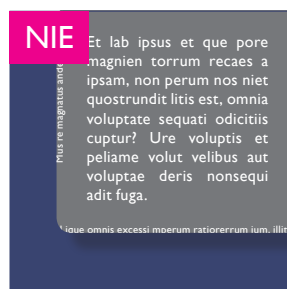 NIE
Et lab ipsus et que pore
magnien torrum recaes a
ipsam, non perum nos niet
quostrundit litis est, omnia
voluptate sequati odicitiis
cuptur? Ure voluptis et
peliame volut velibus aut
voluptae deris nonsequi
adit fuga.
Mus re magnatus ande
ique omnis excessi mperum ratiorerrum ium, illit